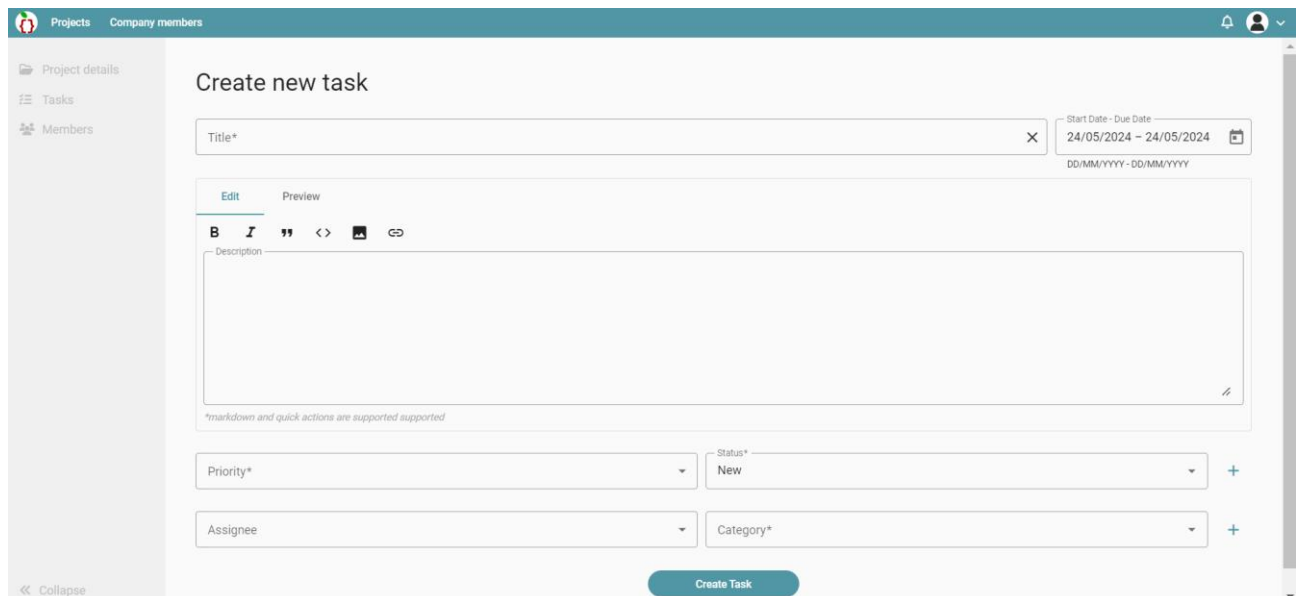 Projects Company members
Project details
Tasks
Members
Create new task
Title*
Start Date - Due Date
24/05/2024 – 24/05/2024
DD/MM/YYYY - DD/MM/YYYY
Edit Preview
B I
Description
*markdown and quick actions are supported supported
Priority*
Status*
New
Assignee
Category*
Create Task
Collapse